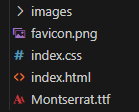 images
favicon.png
index.css
index.html
Montserrat.ttf